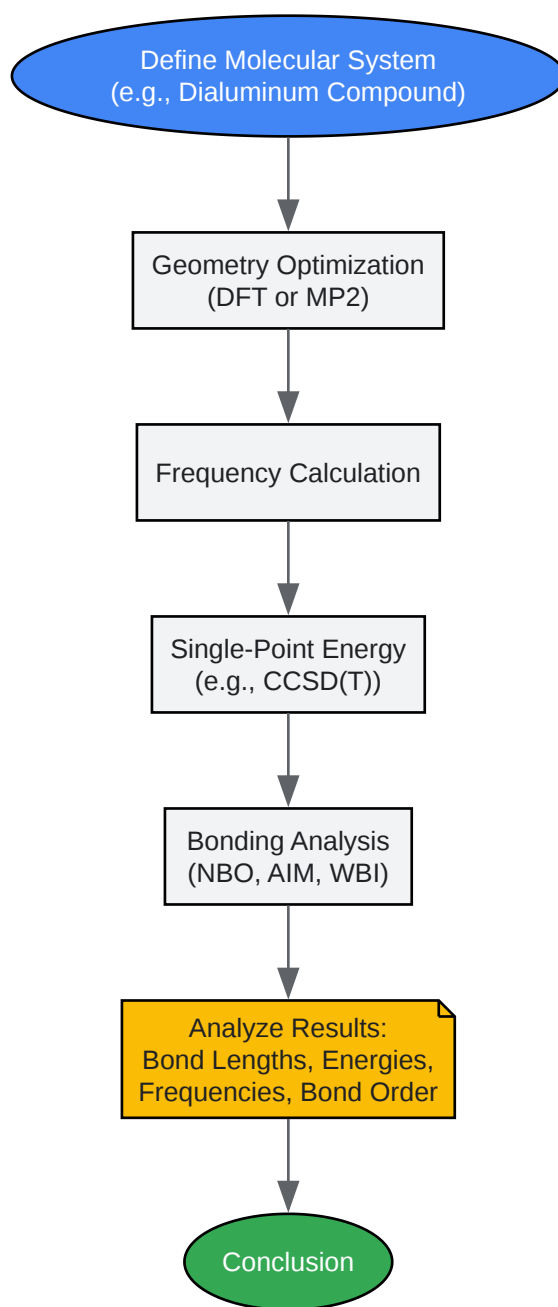 Define Molecular System
(e.g., Dialuminum Compound)
Geometry Optimization
(DFT or MP2)
Frequency Calculation
Single-Point Energy
(e.g., CCSD(T))
Bonding Analysis
(NBO, AIM, WBI)
Analyze Results:
Bond Lengths, Energies,
Frequencies, Bond Order
Conclusion